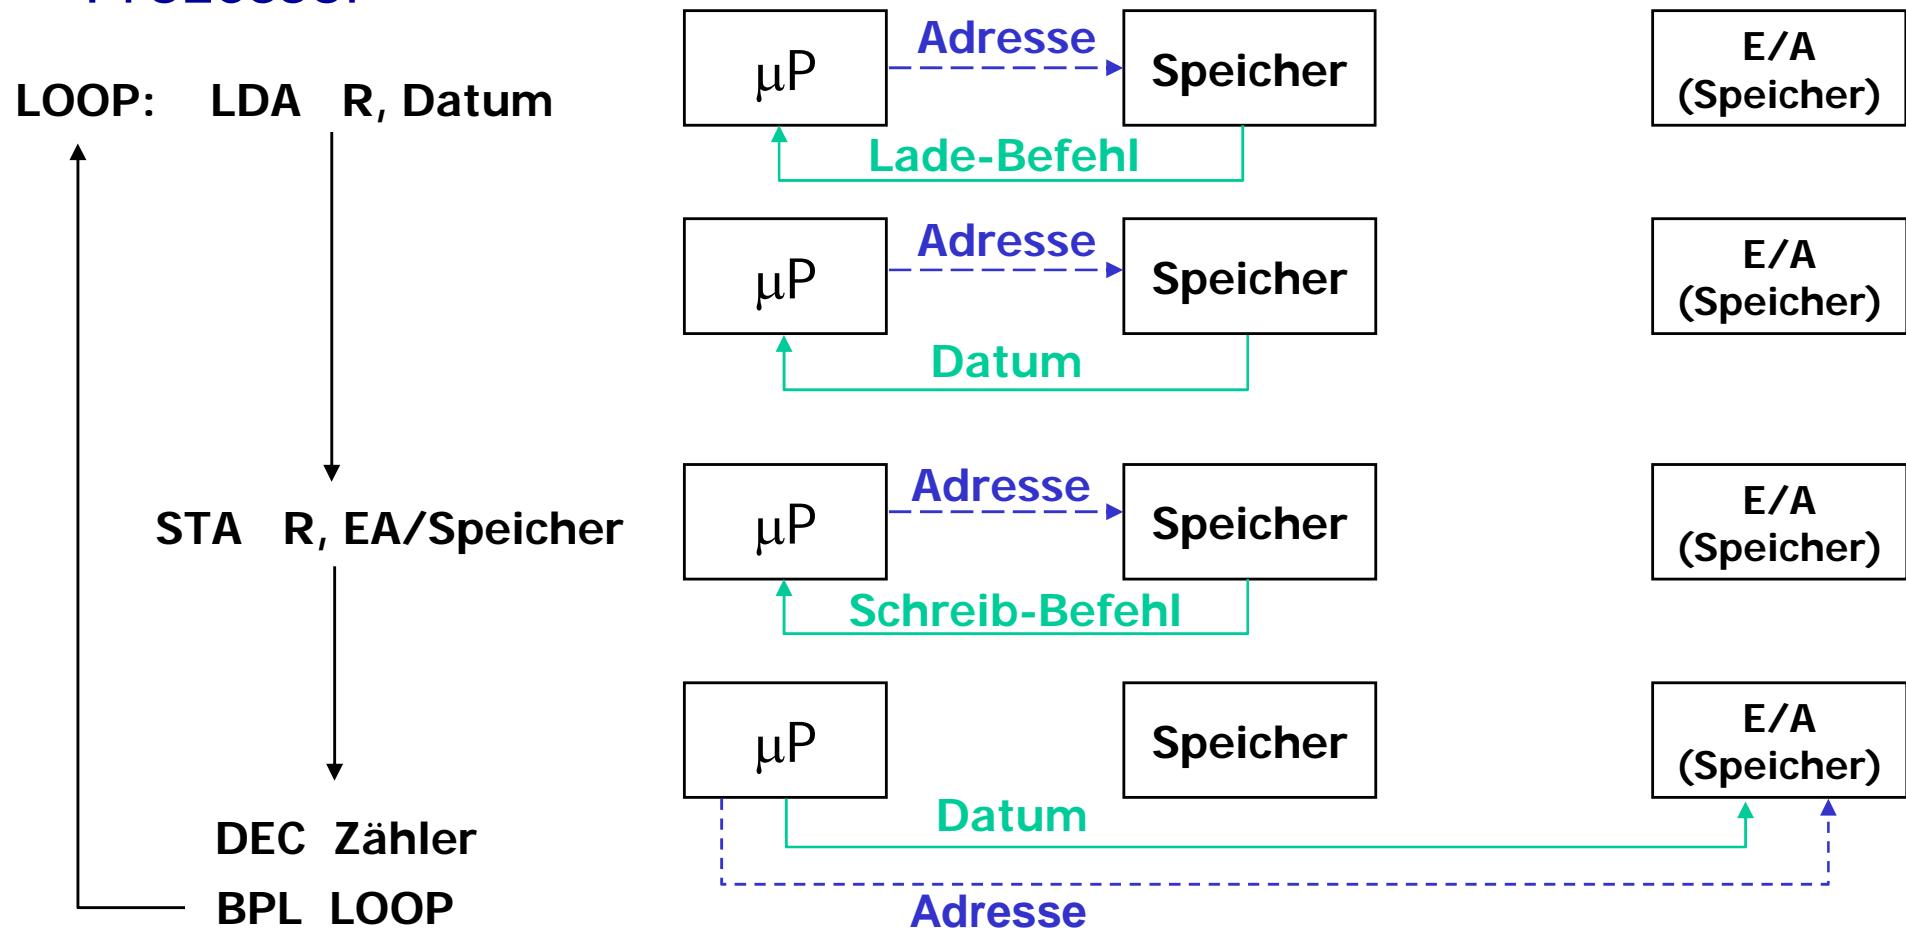 Prozessor
LOOP: LDA R, Datum
STA R, EA/Speicher
DEC Zähler
BPL LOOP
µP
Adresse
Speicher
E/A
(Speicher)
Lade-Befehl
µP
Adresse
Speicher
E/A
(Speicher)
Datum
µP
Adresse
Speicher
E/A
(Speicher)
Schreib-Befehl
µP
Speicher
E/A
(Speicher)
Datum
Adresse